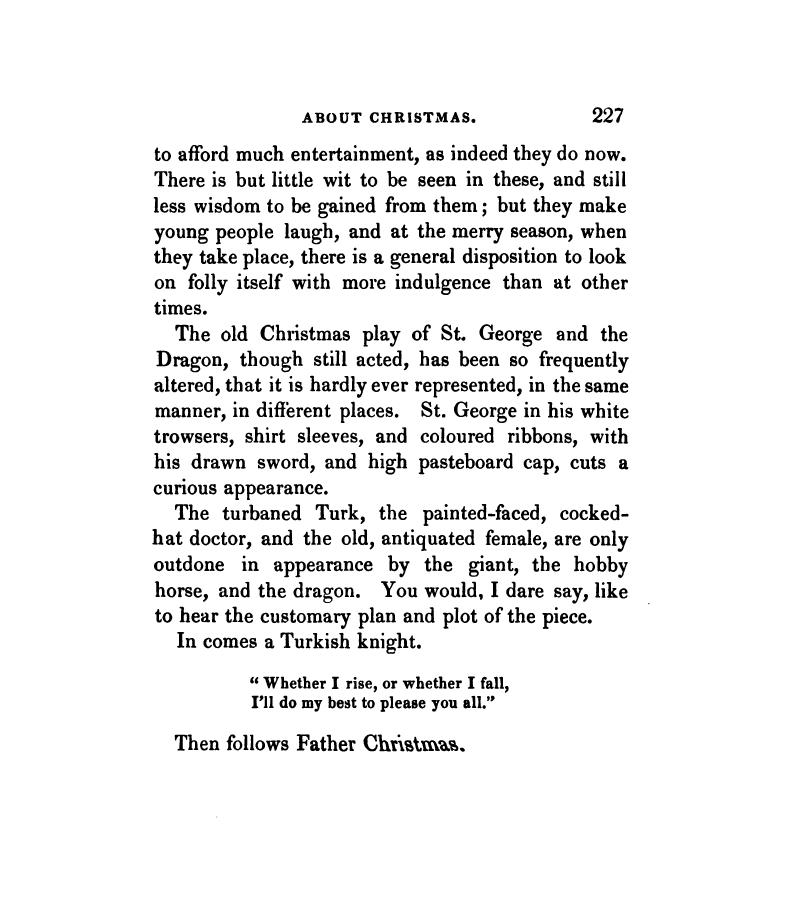 ABOUT CHRISTMAS. 227
to afford much entertainment, as indeed they do now.
There is but little wit to be seen in these, and still
less wisdom to be gained from them; but they make
young people laugh, and at the merry season, when
they take place, there is a general disposition to look
on folly itself with more indulgence than at other
times.
The old Christmas play of St. George and the
Dragon, though still acted, has been so frequently
altered, that it is hardly ever represented, in the same
manner, in different places. St. George in his white
trowsers, shirt sleeves, and coloured ribbons, with
his drawn sword, and high pasteboard cap, cuts a
curious appearance.
The turbaned Turk, the painted-faced, cocked-
hat doctor, and the old, antiquated female, are only
outdone in appearance by the giant, the hobby
horse, and the dragon. You would, I dare say, like
to hear the customary plan and plot of the piece.
In comes a Turkish knight.
“ Whether I rise, or whether I fall,
I’ll do my best to please you all.”
Then follows Father Christmas.